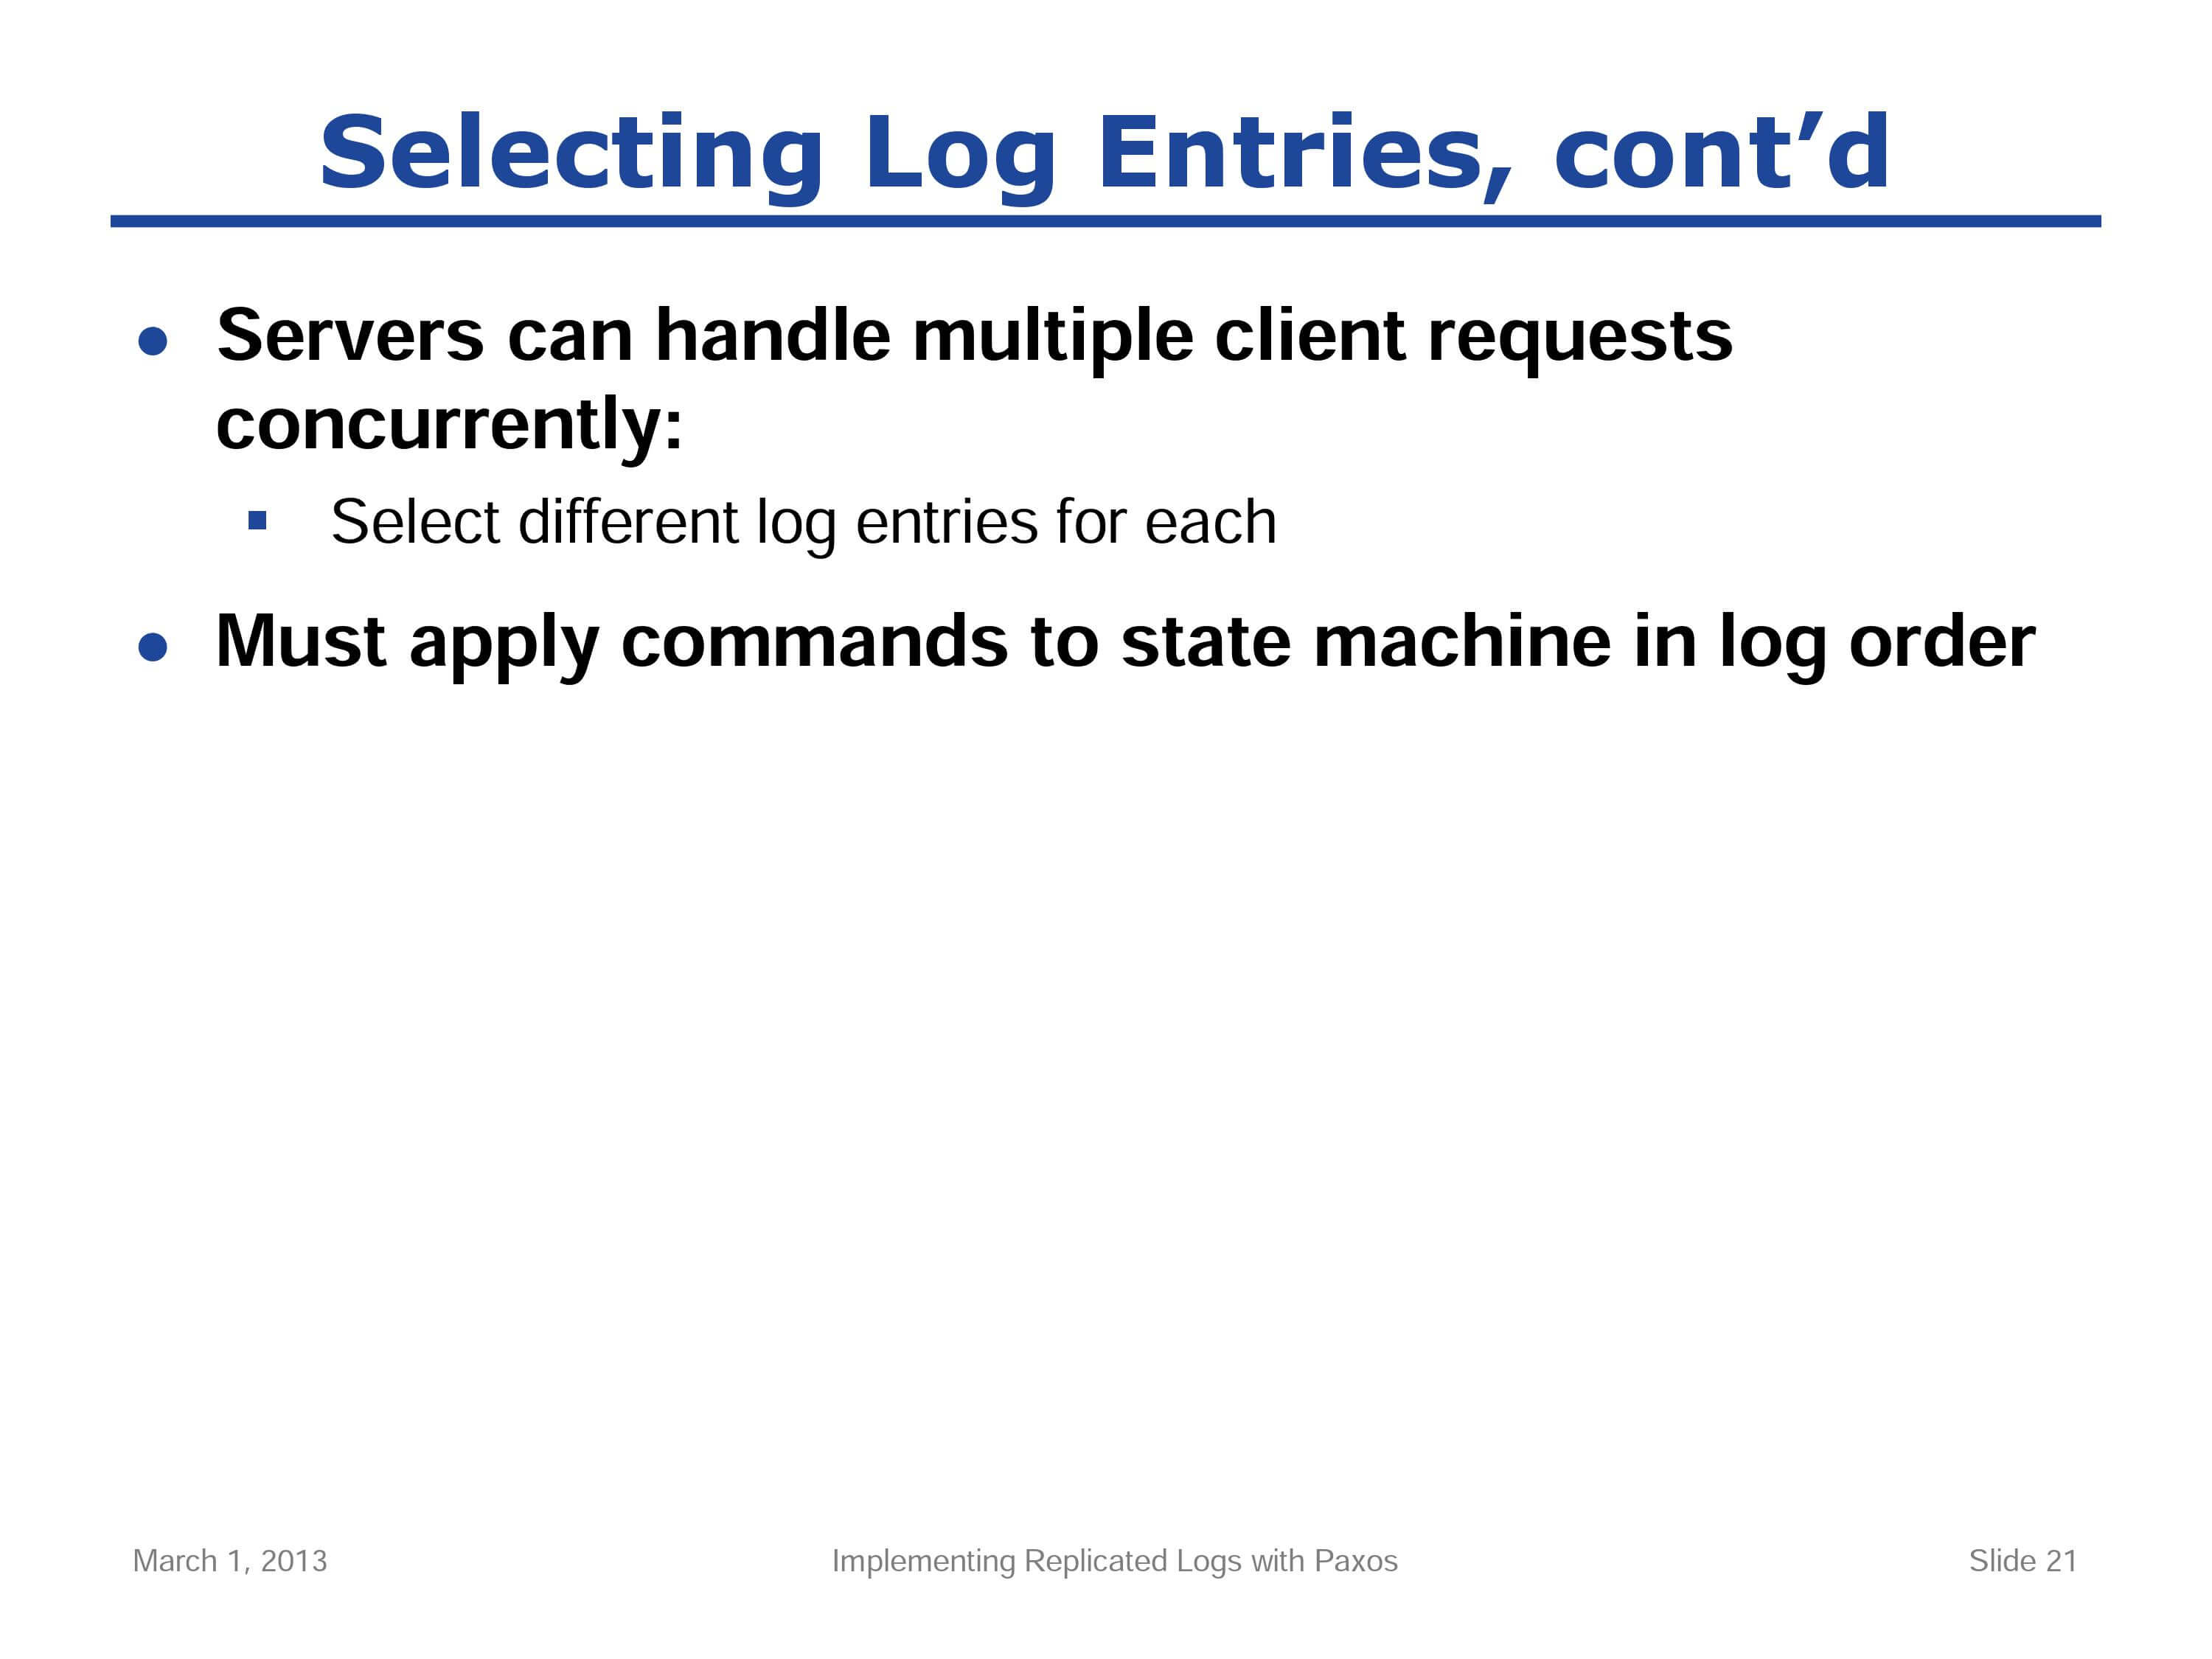 Selecting Log Entries, cont’d
● Servers can handle multiple client requests
concurrently:
▪ Select different log entries for each
● Must apply commands to state machine in log order
March 1, 2013
Implementing Replicated Logs with Paxos
Slide 21